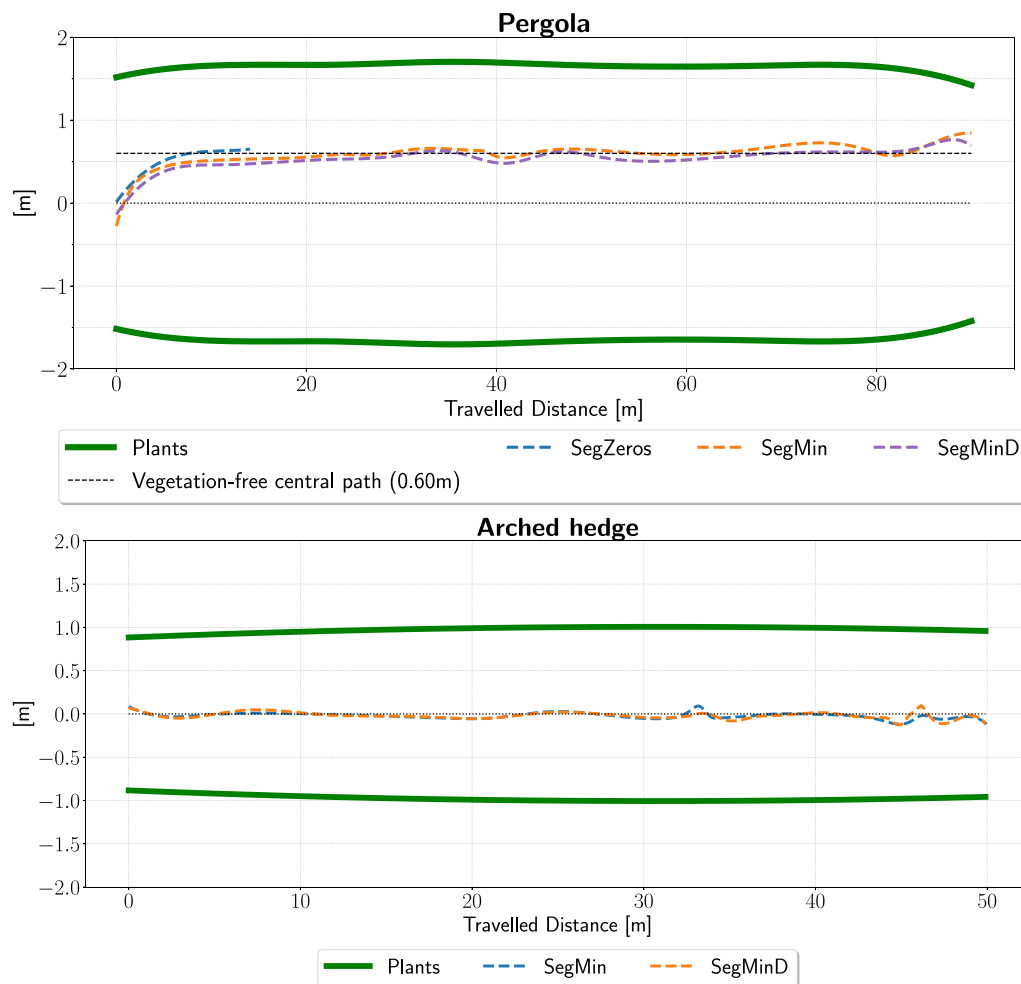 Pergola
2
1
0
−1
−2
[m]
0 20 40 60 80
Travelled Distance [m]
Plants SegZeros SegMin SegMinD
Vegetation-free central path (0.60m)
Arched hedge
2.0
1.5
1.0
0.5
0.0
−0.5
−1.0
−1.5
−2.0
[m]
0 10 20 30 40 50
Travelled Distance [m]
Plants SegMin SegMinD